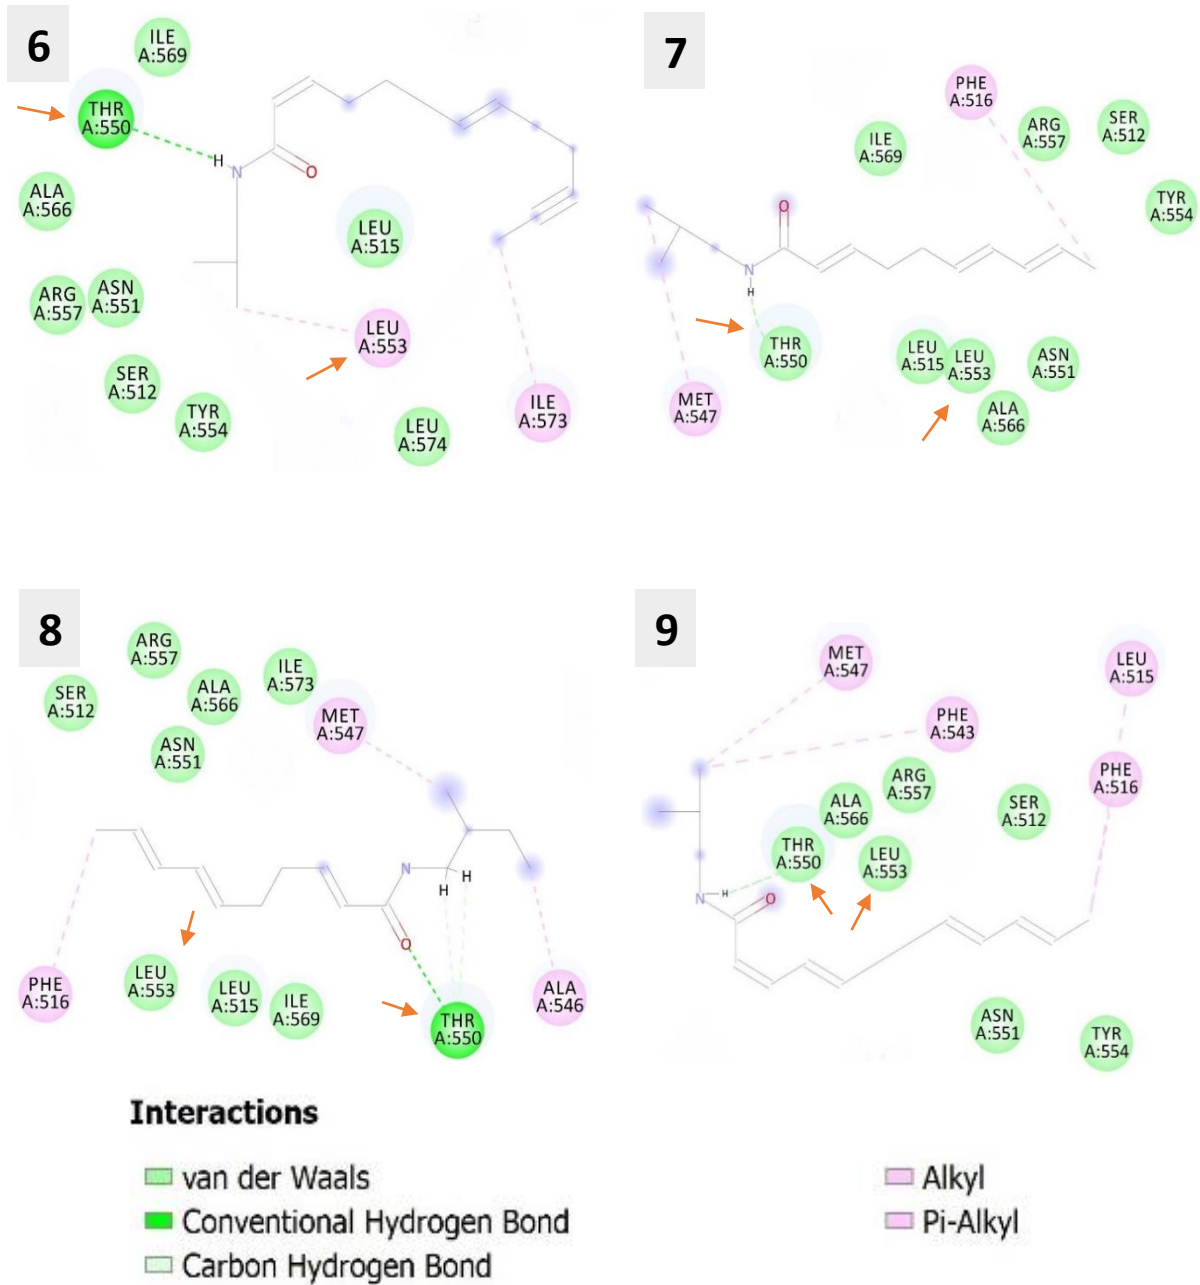 6
ILE
A:569
THR
A:550
H
N
O
ALA
A:566
LEU
A:515
ARG
A:557
ASN
A:551
LEU
A:553
SER
A:512
TYR
A:554
LEU
A:574
ILE
A:573
7
PHE
A:516
ILE
A:569
ARG
A:557
SER
A:512
TYR
A:554
O
N
H
THR
A:550
LEU
A:515
LEU
A:553
ASN
A:551
MET
A:547
ALA
A:566
8
ARG
A:557
SER
A:512
ALA
A:566
ILE
A:573
MET
A:547
ASN
A:551
N
H H
O
PHE
A:516
LEU
A:553
LEU
A:515
ILE
A:569
THR
A:550
ALA
A:546
9
MET
A:547
LEU
A:515
PHE
A:543
PHE
A:516
ARG
A:557
ALA
A:566
SER
A:512
THR
A:550
LEU
A:553
N H
O
ASN
A:551
TYR
A:554
Interactions
van der Waals
Conventional Hydrogen Bond
Carbon Hydrogen Bond
Alkyl
Pi-Alkyl